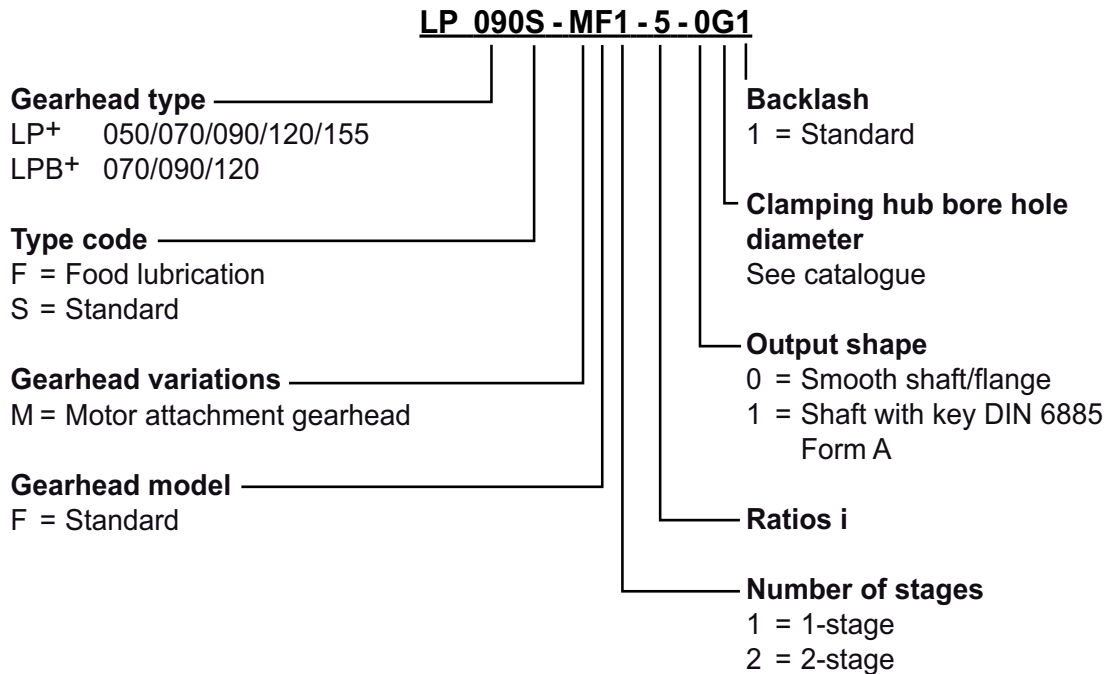 LP 090S - MF1 - 5 - 0G1
Gearhead type
LP+ 050/070/090/120/155
LPB+ 070/090/120
Type code
F = Food lubrication
S = Standard
Gearhead variations
M = Motor attachment gearhead
Gearhead model
F = Standard
Backlash
1 = Standard
Clamping hub bore hole
diameter
See catalogue
Output shape
0 = Smooth shaft/flange
1 = Shaft with key DIN 6885
Form A
Ratios i
Number of stages
1 = 1-stage
2 = 2-stage